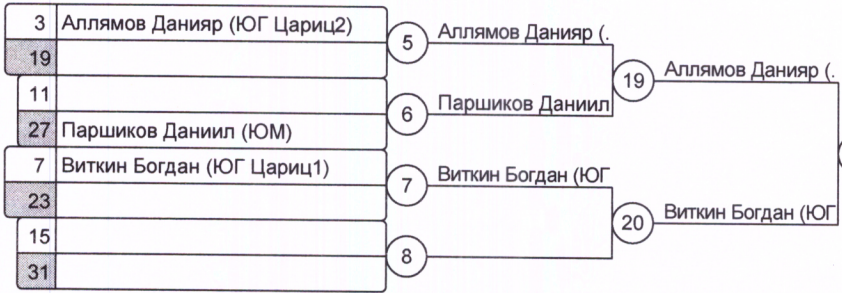 3 Аллямов Данияр (ЮГ Цариц2)
19
5
Аллямов Данияр (.
11
27 Паршиков Даниил (ЮМ)
6
Паршиков Даниил
19
Аллямов Данияр (.
7 Виткин Богдан (ЮГ Цариц1)
23
7
Виткин Богдан (ЮГ
15
31
8
20
Виткин Богдан (ЮГ